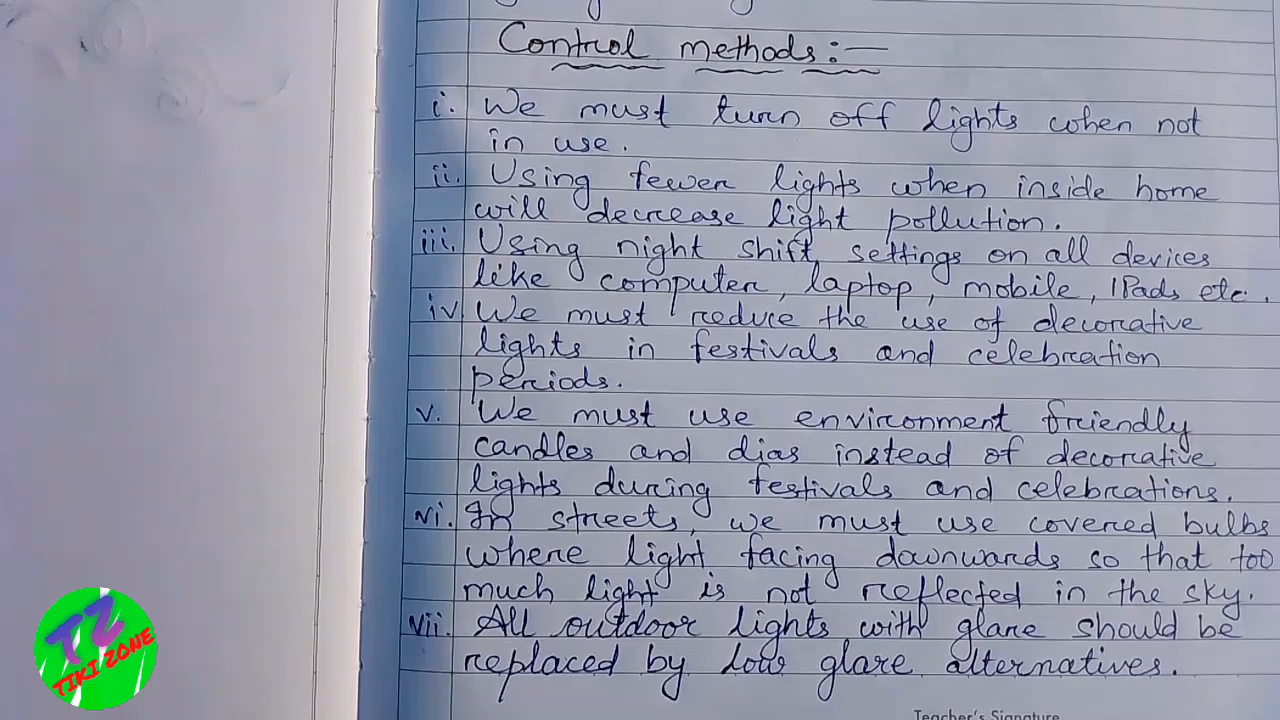 Control methods:—
i. We must turn off lights when not
in use.
ii. Using fewer lights when inside home
will decrease light pollution.
iii. Using night shift settings on all devices
like computer, laptop, mobile, IPads etc.
iv. We must reduce the use of decorative
lights in festivals and celebration
periods.
v. We must use environment friendly
candles and dias instead of decorative
lights during festivals and celebrations.
vi. In streets, we must use covered bulbs
where light facing downwards so that too
much light is not reflected in the sky.
vii. All outdoor lights with glare should be
replaced by low glare alternatives.
Teacher's Signature
TZ
TIKI ZONE